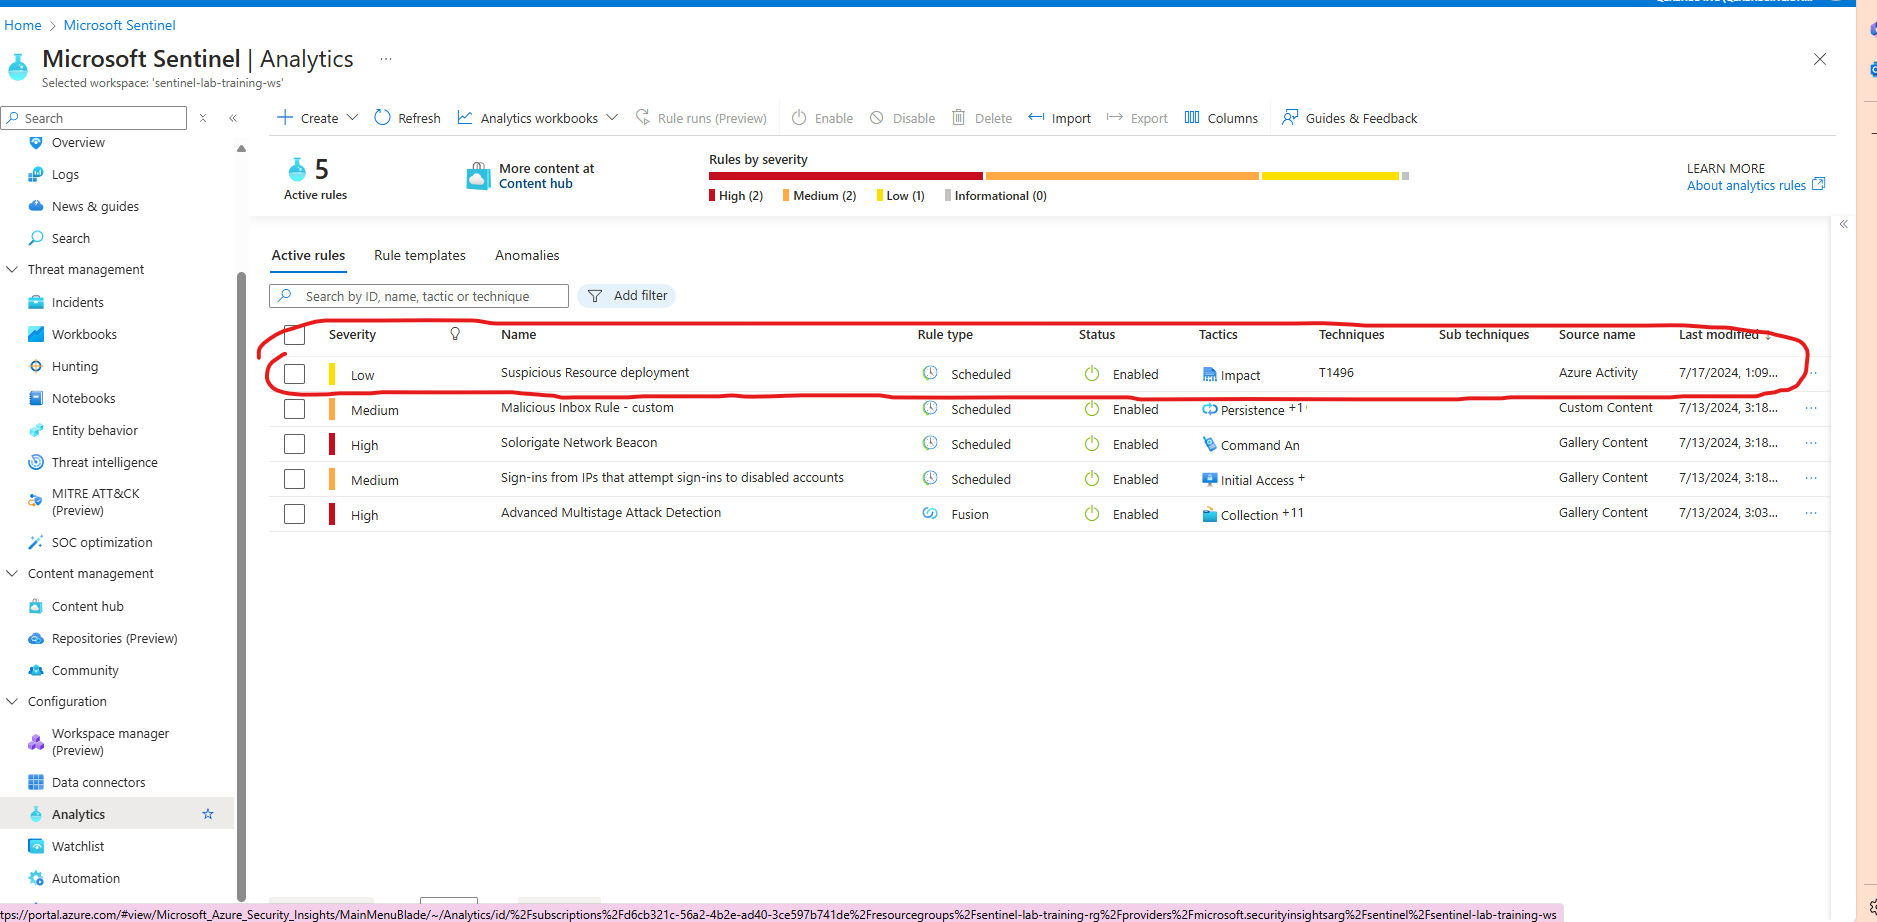 Home > Microsoft Sentinel
Microsoft Sentinel | Analytics ...
Selected workspace: 'sentinel-lab-training-ws'
Search
Overview
Logs
News & guides
Search
Threat management
Incidents
Workbooks
Hunting
Notebooks
Entity behavior
Threat intelligence
MITRE ATT&CK
(Preview)
SOC optimization
Content management
Content hub
Repositories (Preview)
Community
Configuration
Workspace manager
(Preview)
Data connectors
Analytics
Watchlist
Automation
Create Refresh Analytics workbooks Rule runs (Preview) Enable Disable Delete Import Export Columns Guides & Feedback
5
Active rules
More content at
Content hub
Rules by severity
High (2) Medium (2) Low (1) Informational (0)
LEARN MORE
About analytics rules
Active rules Rule templates Anomalies
Search by ID, name, tactic or technique Add filter
Severity Name Rule type Status Tactics Techniques Sub techniques Source name Last modified
Low Suspicious Resource deployment Scheduled Enabled Impact T1496 Azure Activity 7/17/2024, 1:09...
Medium Malicious Inbox Rule - custom Scheduled Enabled Persistence +1 Custom Content 7/13/2024, 3:18... ...
High Solorigate Network Beacon Scheduled Enabled Command An Gallery Content 7/13/2024, 3:18... ...
Medium Sign-ins from IPs that attempt sign-ins to disabled accounts Scheduled Enabled Initial Access + Gallery Content 7/13/2024, 3:18... ...
High Advanced Multistage Attack Detection Fusion Enabled Collection +11 Gallery Content 7/13/2024, 3:03... ...
tps://portal.azure.com/#view/Microsoft_Azure_Security_Insights/MainMenuBlade/~/Analytics/id/%2Fsubscriptions%2Fd6cb321c-56a2-4b2e-ad40-3ce597b741de%2Fresourcegroups%2Fsentinel-lab-training-rg%2Fproviders%2Fmicrosoft.securityinsightsarg%2Fsentinel%2Fsentinel-lab-training-ws